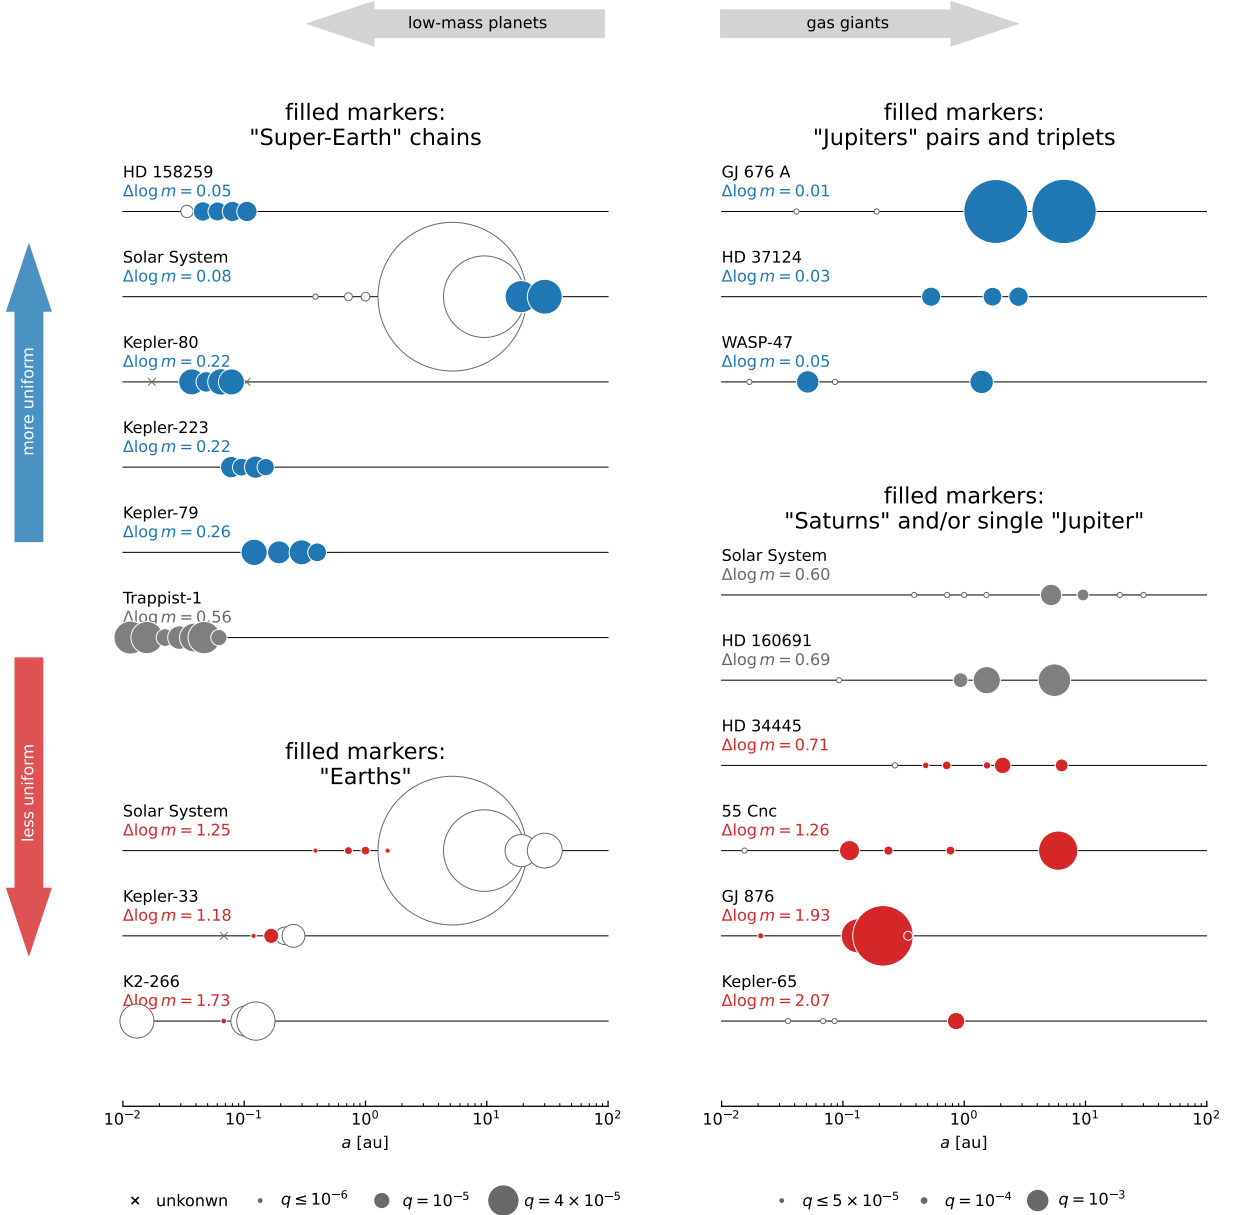 low-mass planets
gas giants
more uniform
less uniform
filled markers:
"Super-Earth" chains
HD 158259
Δlog m = 0.05
Solar System
Δlog m = 0.08
Kepler-80
Δlog m = 0.22
Kepler-223
Δlog m = 0.22
Kepler-79
Δlog m = 0.26
Trappist-1
Δlog m = 0.56
filled markers:
"Earths"
Solar System
Δlog m = 1.25
Kepler-33
Δlog m = 1.18
K2-266
Δlog m = 1.73
10⁻² 10⁻¹ 10⁰ 10¹ 10²
a [au]
× unkonwn q ≤ 10⁻⁶ q = 10⁻⁵ q = 4 × 10⁻⁵
filled markers:
"Jupiters" pairs and triplets
GJ 676 A
Δlog m = 0.01
HD 37124
Δlog m = 0.03
WASP-47
Δlog m = 0.05
filled markers:
"Saturns" and/or single "Jupiter"
Solar System
Δlog m = 0.60
HD 160691
Δlog m = 0.69
HD 34445
Δlog m = 0.71
55 Cnc
Δlog m = 1.26
GJ 876
Δlog m = 1.93
Kepler-65
Δlog m = 2.07
10⁻² 10⁻¹ 10⁰ 10¹ 10²
a [au]
q ≤ 5 × 10⁻⁵ q = 10⁻⁴ q = 10⁻³